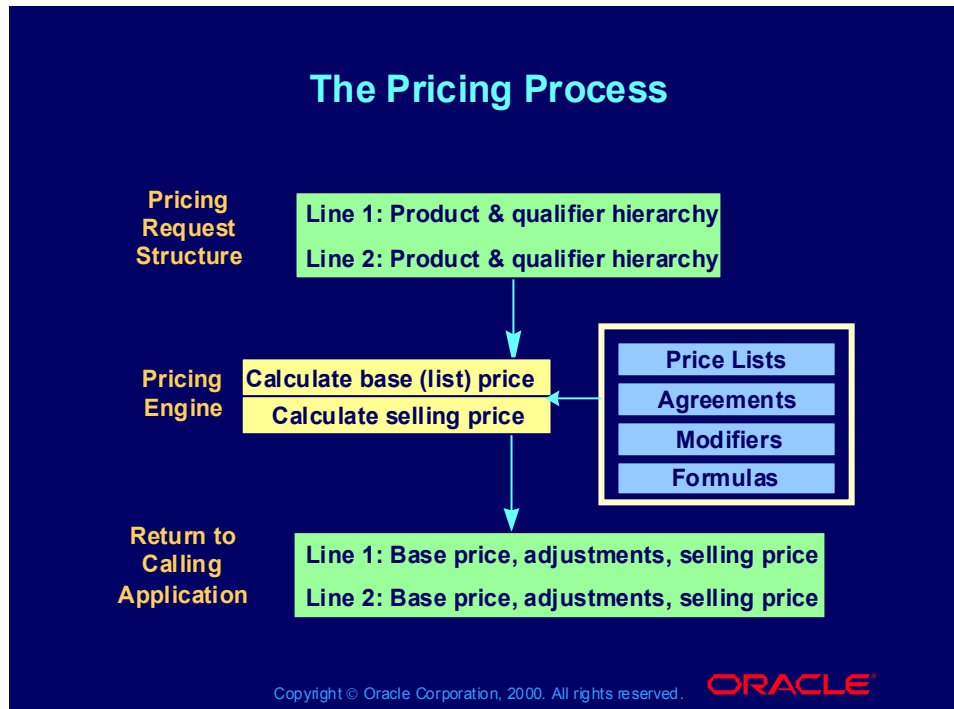 The Pricing Process
Pricing
Request
Structure
Line 1: Product & qualifier hierarchy
Line 2: Product & qualifier hierarchy
Pricing
Engine
Calculate base (list) price
Calculate selling price
Price Lists
Agreements
Modifiers
Formulas
Return to
Calling
Application
Line 1: Base price, adjustments, selling price
Line 2: Base price, adjustments, selling price
Copyright © Oracle Corporation, 2000. All rights reserved.
ORACLE®